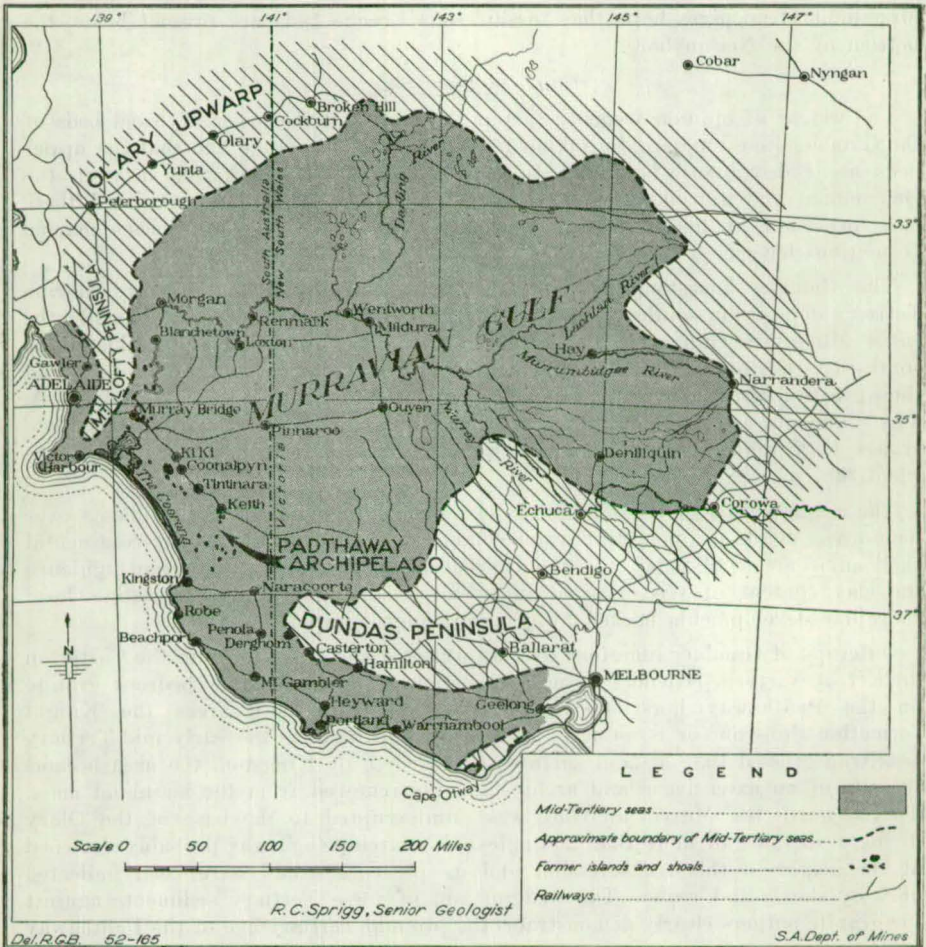 139° 141° 143° 145° 147°
Cobar
Nyngan
Broken Hill
Cockburn
OLARY UPWARP
Olary
Yunta
Peterborough
River
Darling
South Australia
New South Wales
33°
MT. LOFTY PENINSULA
Morgan
Renmark
Wentworth
Mildura
Blanchetown
Loxton
MURRAVIAN GULF
Lachlan River
Hay
Murrumbidgee River
Narrandera
Gawler
ADELAIDE
Murray Bridge
Ouyen
35°
Pinnaroo
Murray
River
Victor Harbour
Ki Ki
Coonalpyn
Tintinara
Keith
The Coorong
Victoria
Deniliquin
Echuca
Corowa
PADTHAWAY
ARCHIPELAGO
Bendigo
Kingston
Naracoorte
37°
Robe
Penola
Dergholm
DUNDAS PENINSULA
Beachport
Casterton
Hamilton
Ballarat
MELBOURNE
N
Mt Gambier
Heyward
Portland
Warrnambool
Geelong
Cape Otway
LEGEND
Mid-Tertiary seas
Approximate boundary of Mid-Tertiary seas
Former islands and shoals
Railways
Scale 0 50 100 150 200 Miles
R.C.Sprigg, Senior Geologist
Del.R.G.B. 52-165
S.A.Dept. of Mines